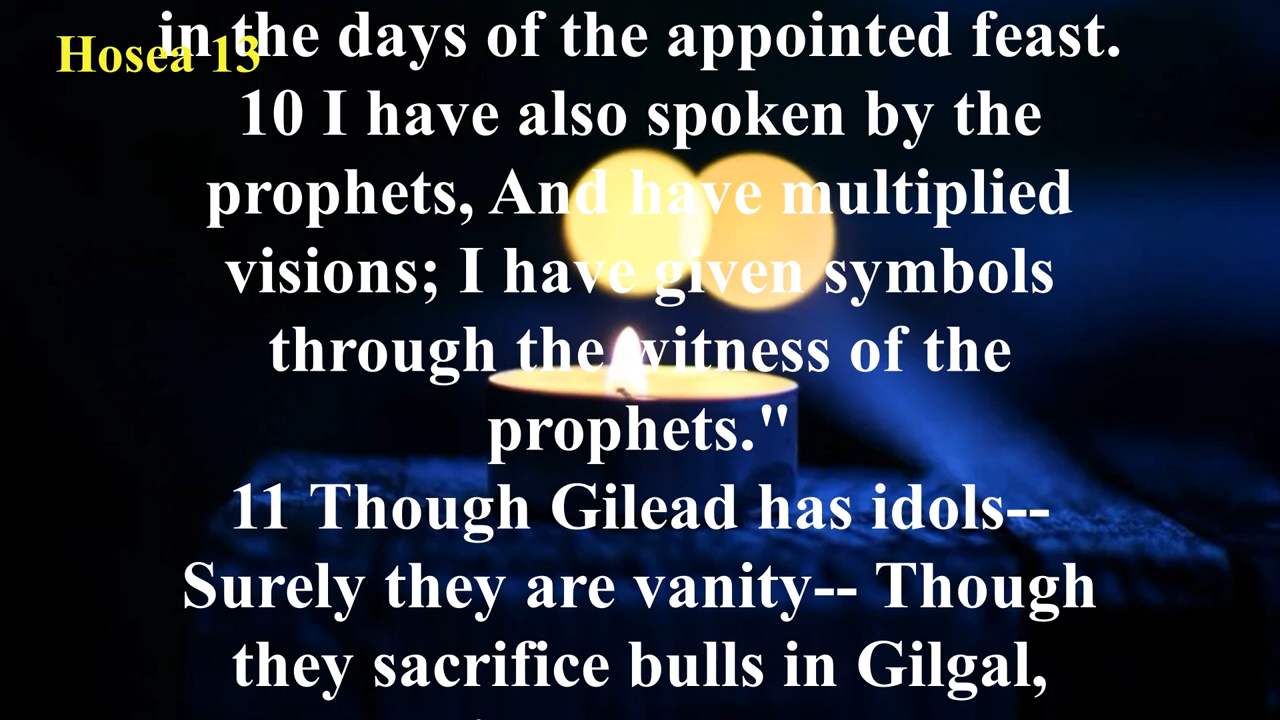 Hosea 13
in the days of the appointed feast.
10 I have also spoken by the
prophets, And have multiplied
visions; I have given symbols
through the witness of the
prophets."
11 Though Gilead has idols--
Surely they are vanity-- Though
they sacrifice bulls in Gilgal,